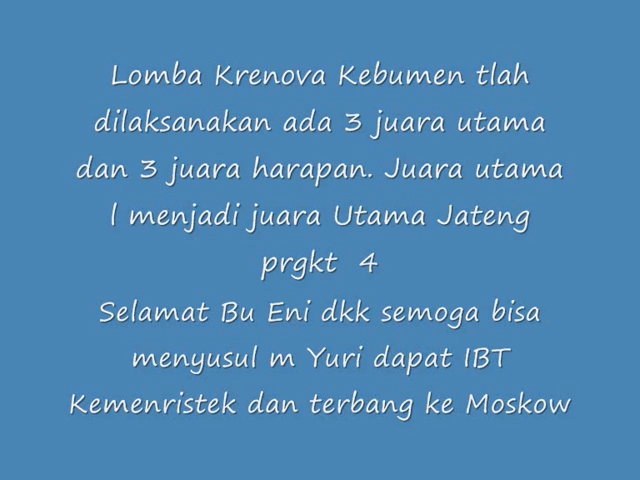 Lomba Krenova Kebumen tlah
dilaksanakan ada 3 juara utama
dan 3 juara harapan. Juara utama
l menjadi juara Utama Jateng
prgkt 4
Selamat Bu Eni dkk semoga bisa
menyusul m Yuri dapat IBT
Kemenristek dan terbang ke Moskow